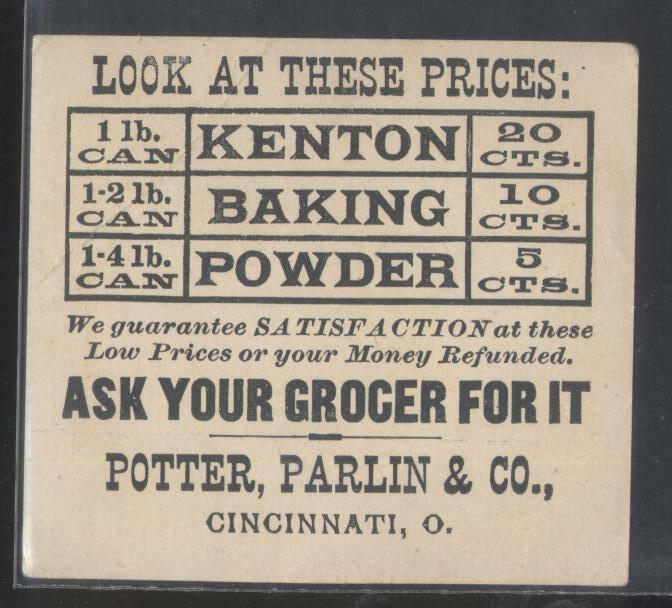 LOOK AT THESE PRICES:
1 lb. CAN KENTON 20 CTS.
1-2 lb. CAN BAKING 10 CTS.
1-4 lb. CAN POWDER 5 CTS.
We guarantee SATISFACTION at these
Low Prices or your Money Refunded.
ASK YOUR GROCER FOR IT
POTTER, PARLIN & CO.,
CINCINNATI, O.